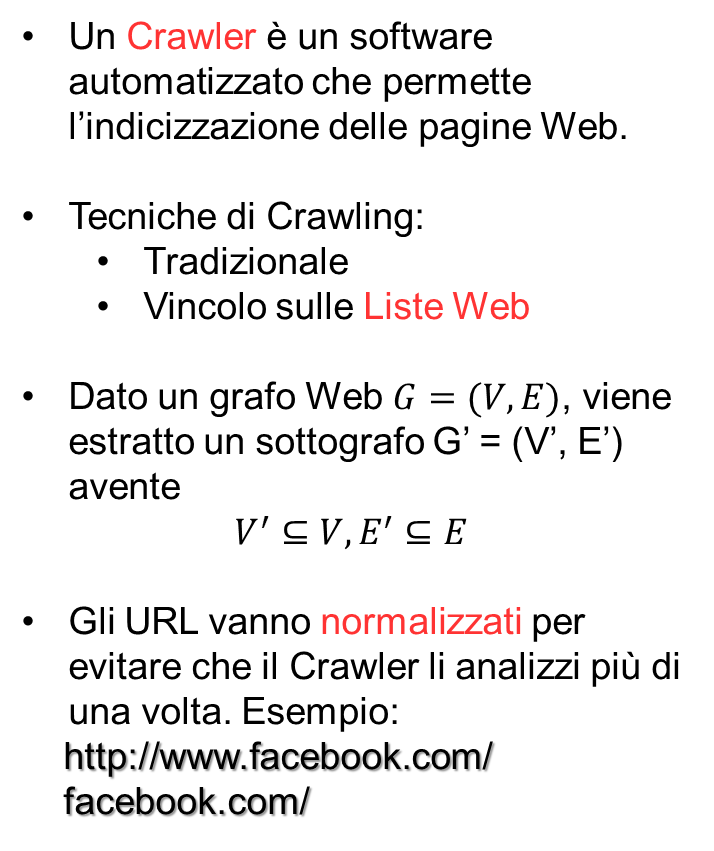 • Un Crawler è un software
automatizzato che permette
l’indicizzazione delle pagine Web.
• Tecniche di Crawling:
• Tradizionale
• Vincolo sulle Liste Web
• Dato un grafo Web G = (V, E), viene
estratto un sottografo G’ = (V’, E’)
avente
V′ ⊆ V, E′ ⊆ E
• Gli URL vanno normalizzati per
evitare che il Crawler li analizzi più di
una volta. Esempio:
http://www.facebook.com/
facebook.com/